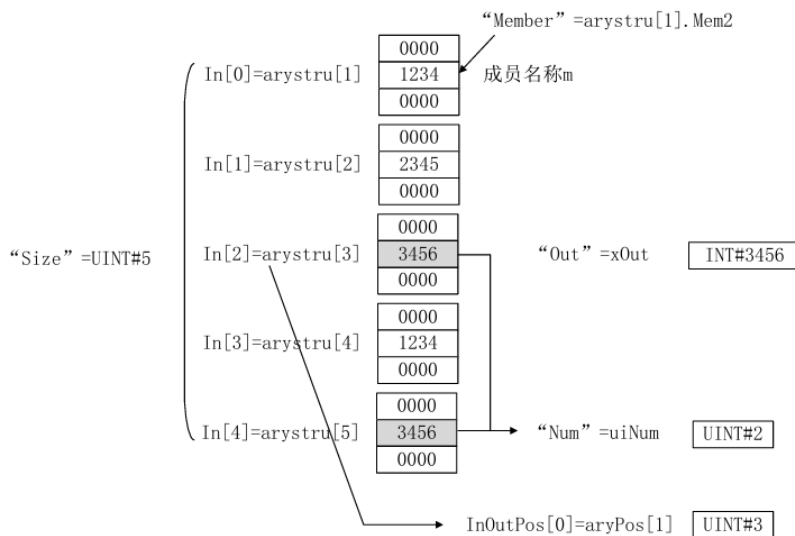 “Member”=arystru[1].Mem2
0000
In[0]=arystru[1] 1234 成员名称m
0000
0000
In[1]=arystru[2] 2345
0000
0000
“Size”=UINT#5 In[2]=arystru[3] 3456 “Out”=xOut INT#3456
0000
0000
In[3]=arystru[4] 1234
0000
0000
In[4]=arystru[5] 3456 “Num”=uiNum UINT#2
0000
InOutPos[0]=aryPos[1] UINT#3